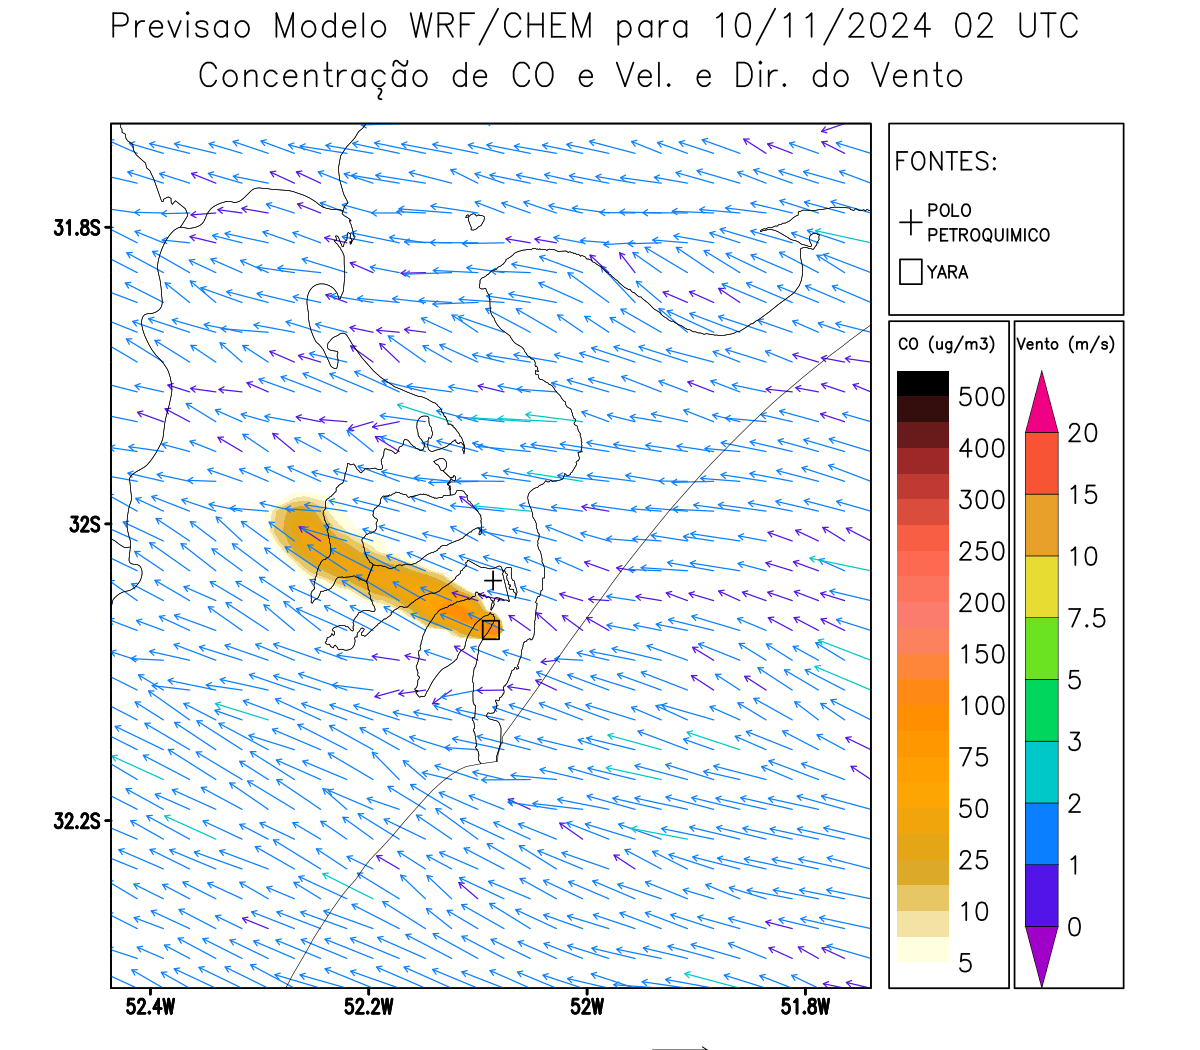 Previsao Modelo WRF/CHEM para 10/11/2024 02 UTC
Concentração de CO e Vel. e Dir. do Vento
FONTES:
POLO
PETROQUIMICO
YARA
CO (ug/m3)
500
400
300
250
200
150
100
75
50
25
10
5
Vento (m/s)
20
15
10
7.5
5
3
2
1
0
31.8S
32S
32.2S
52.4W
52.2W
52W
51.8W